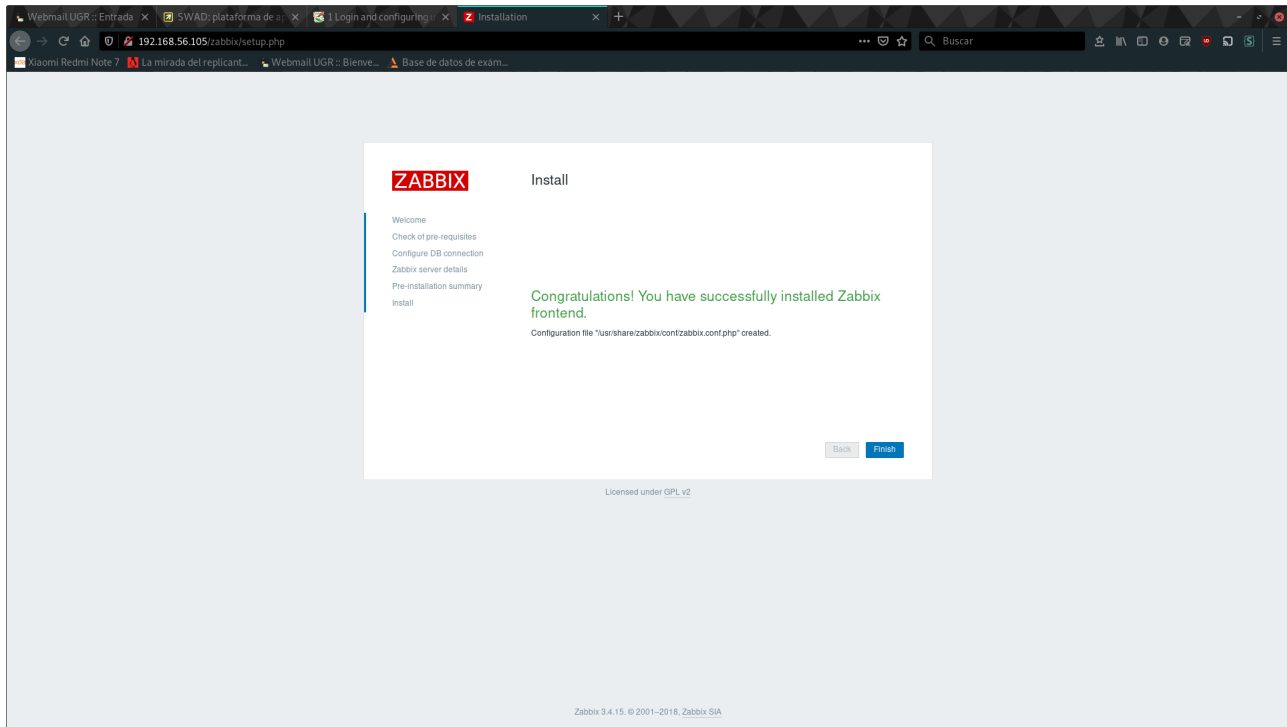 Webmail UGR :: Entrada
SWAD: plataforma de a
1 Login and configuring
Installation
192.168.56.105/zabbix/setup.php
Buscar
Xiaomi Redmi Note 7
La mirada del replicant...
Webmail UGR :: Bienve...
Base de datos de exám...
ZABBIX
Install
Welcome
Check of pre-requisites
Configure DB connection
Zabbix server details
Pre-installation summary
Install
Congratulations! You have successfully installed Zabbix
frontend.
Configuration file "/usr/share/zabbix/conf/zabbix.conf.php" created.
Back
Finish
Licensed under GPL v2
Zabbix 3.4.15. © 2001–2018, Zabbix SIA